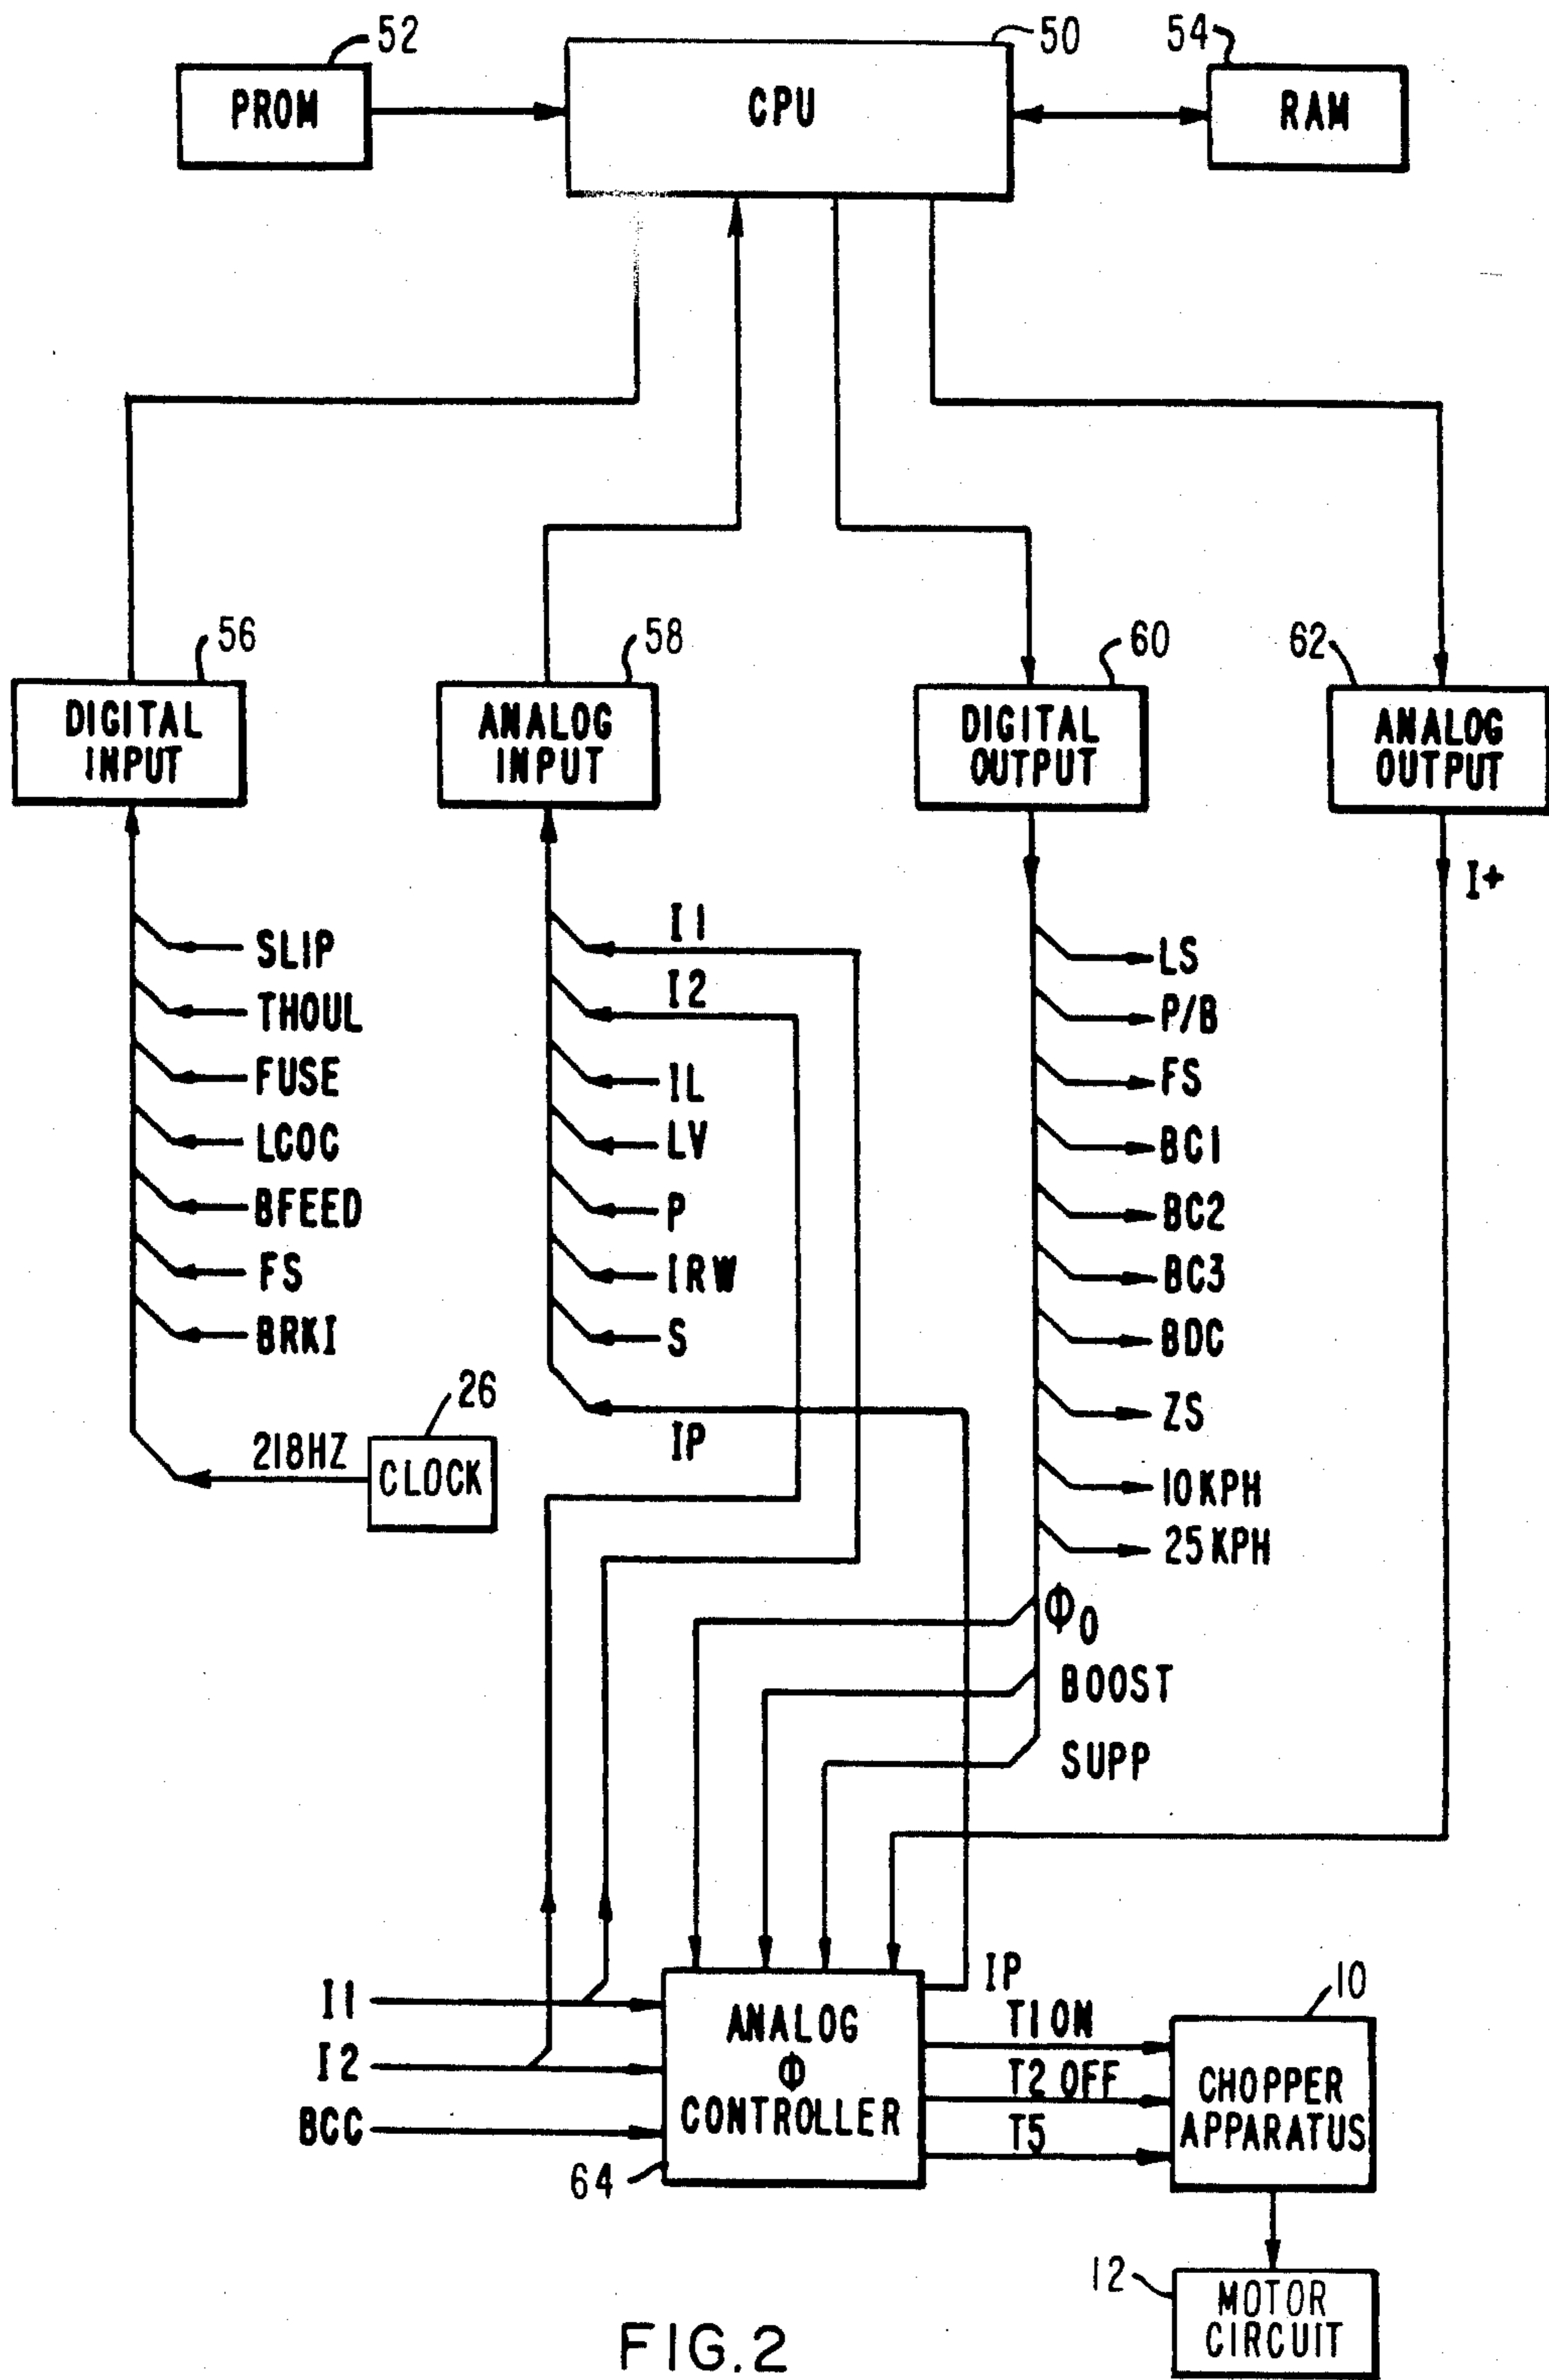 52
50
54
PROM
CPU
RAM
56
58
60
62
DIGITAL
INPUT
ANALOG
INPUT
DIGITAL
OUTPUT
ANALOG
OUTPUT
I+
SLIP
THOUL
FUSE
LCOC
BFEED
FS
BRKI
218HZ
26
CLOCK
I1
I2
IL
LV
P
IRW
S
IP
LS
P/B
FS
BC1
BC2
BC3
BDC
ZS
10KPH
25KPH
Φ0
BOOST
SUPP
I1
I2
BCC
64
ANALOG
Φ
CONTROLLER
IP
T1 ON
T2 OFF
T5
10
CHOPPER
APPARATUS
12
MOTOR
CIRCUIT
FIG.2